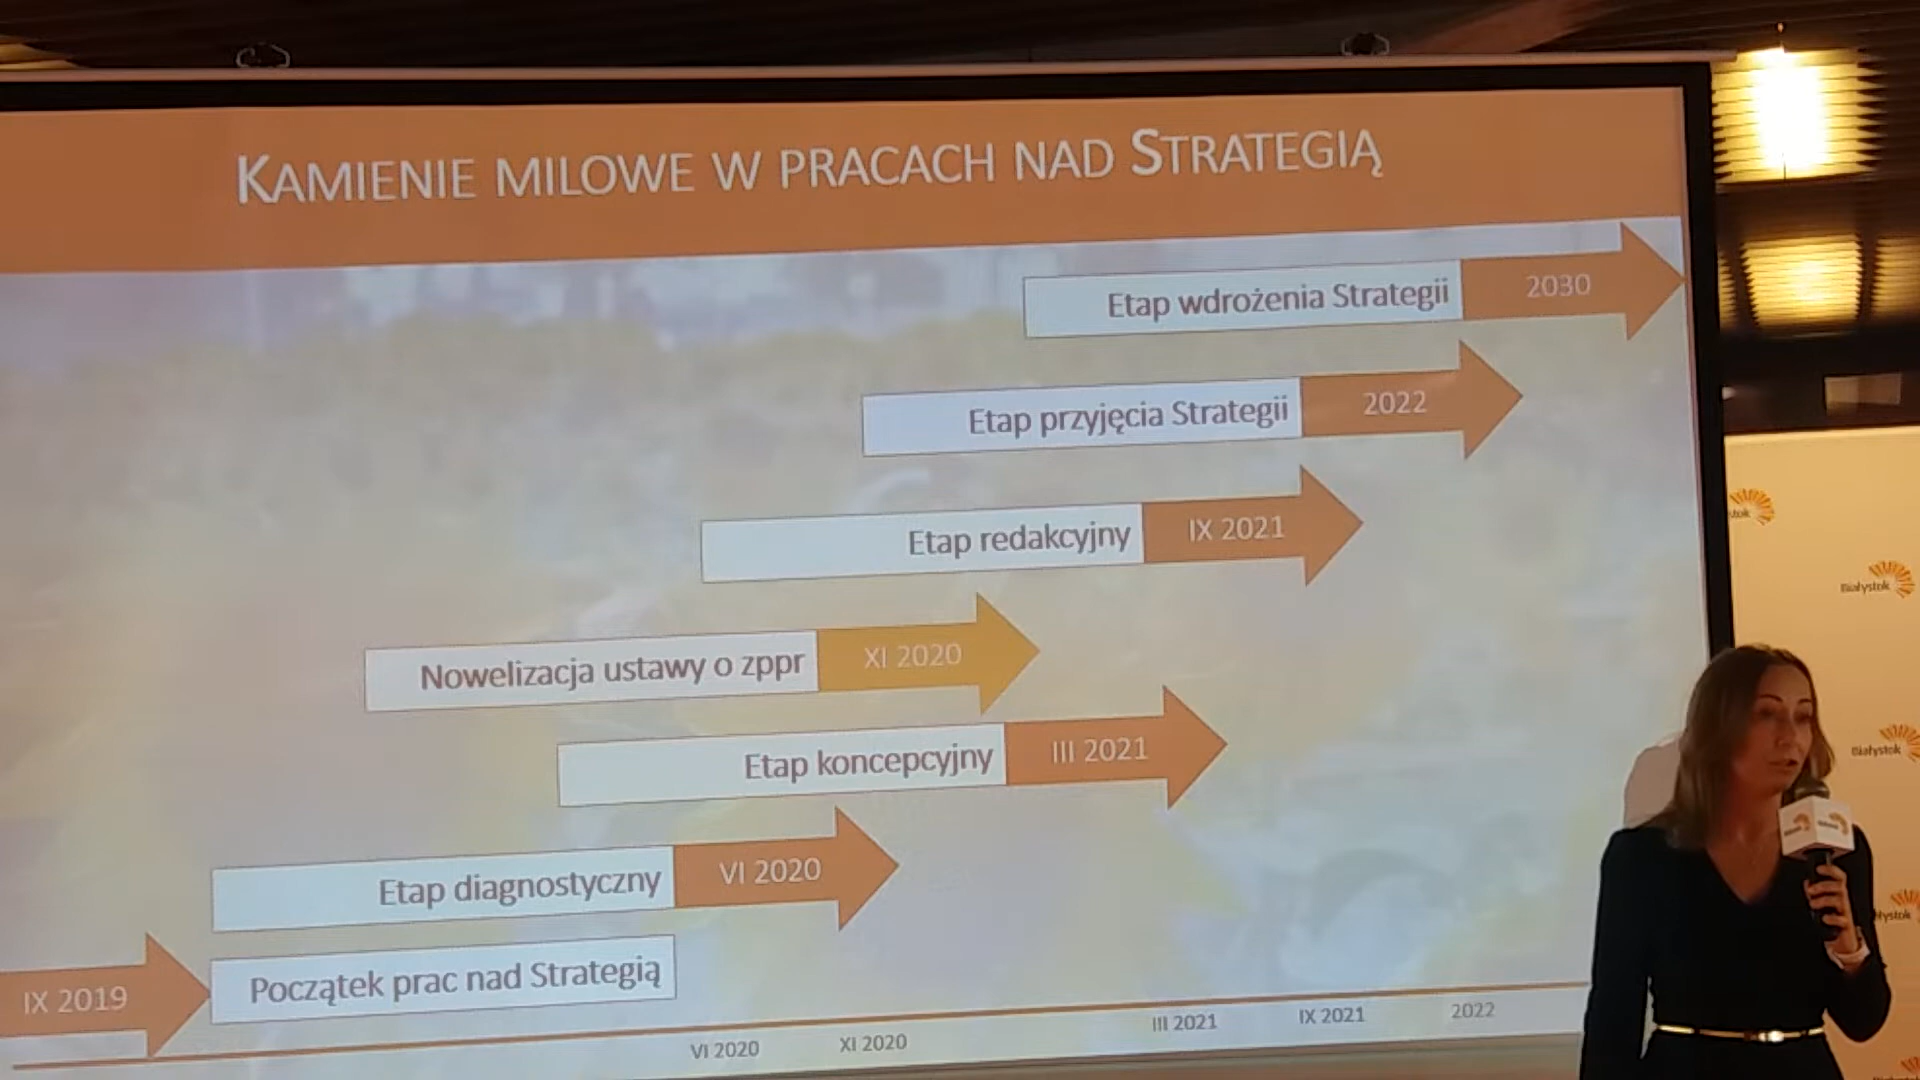 KAMIENIE MILOWE W PRACACH NAD STRATEGIĄ
Etap wdrożenia Strategii 2030
Etap przyjęcia Strategii 2022
Etap redakcyjny IX 2021
Nowelizacja ustawy o zppr XI 2020
Etap koncepcyjny III 2021
Etap diagnostyczny VI 2020
IX 2019 Początek prac nad Strategią
VI 2020 XI 2020 III 2021 IX 2021 2022
Białystok
Białystok